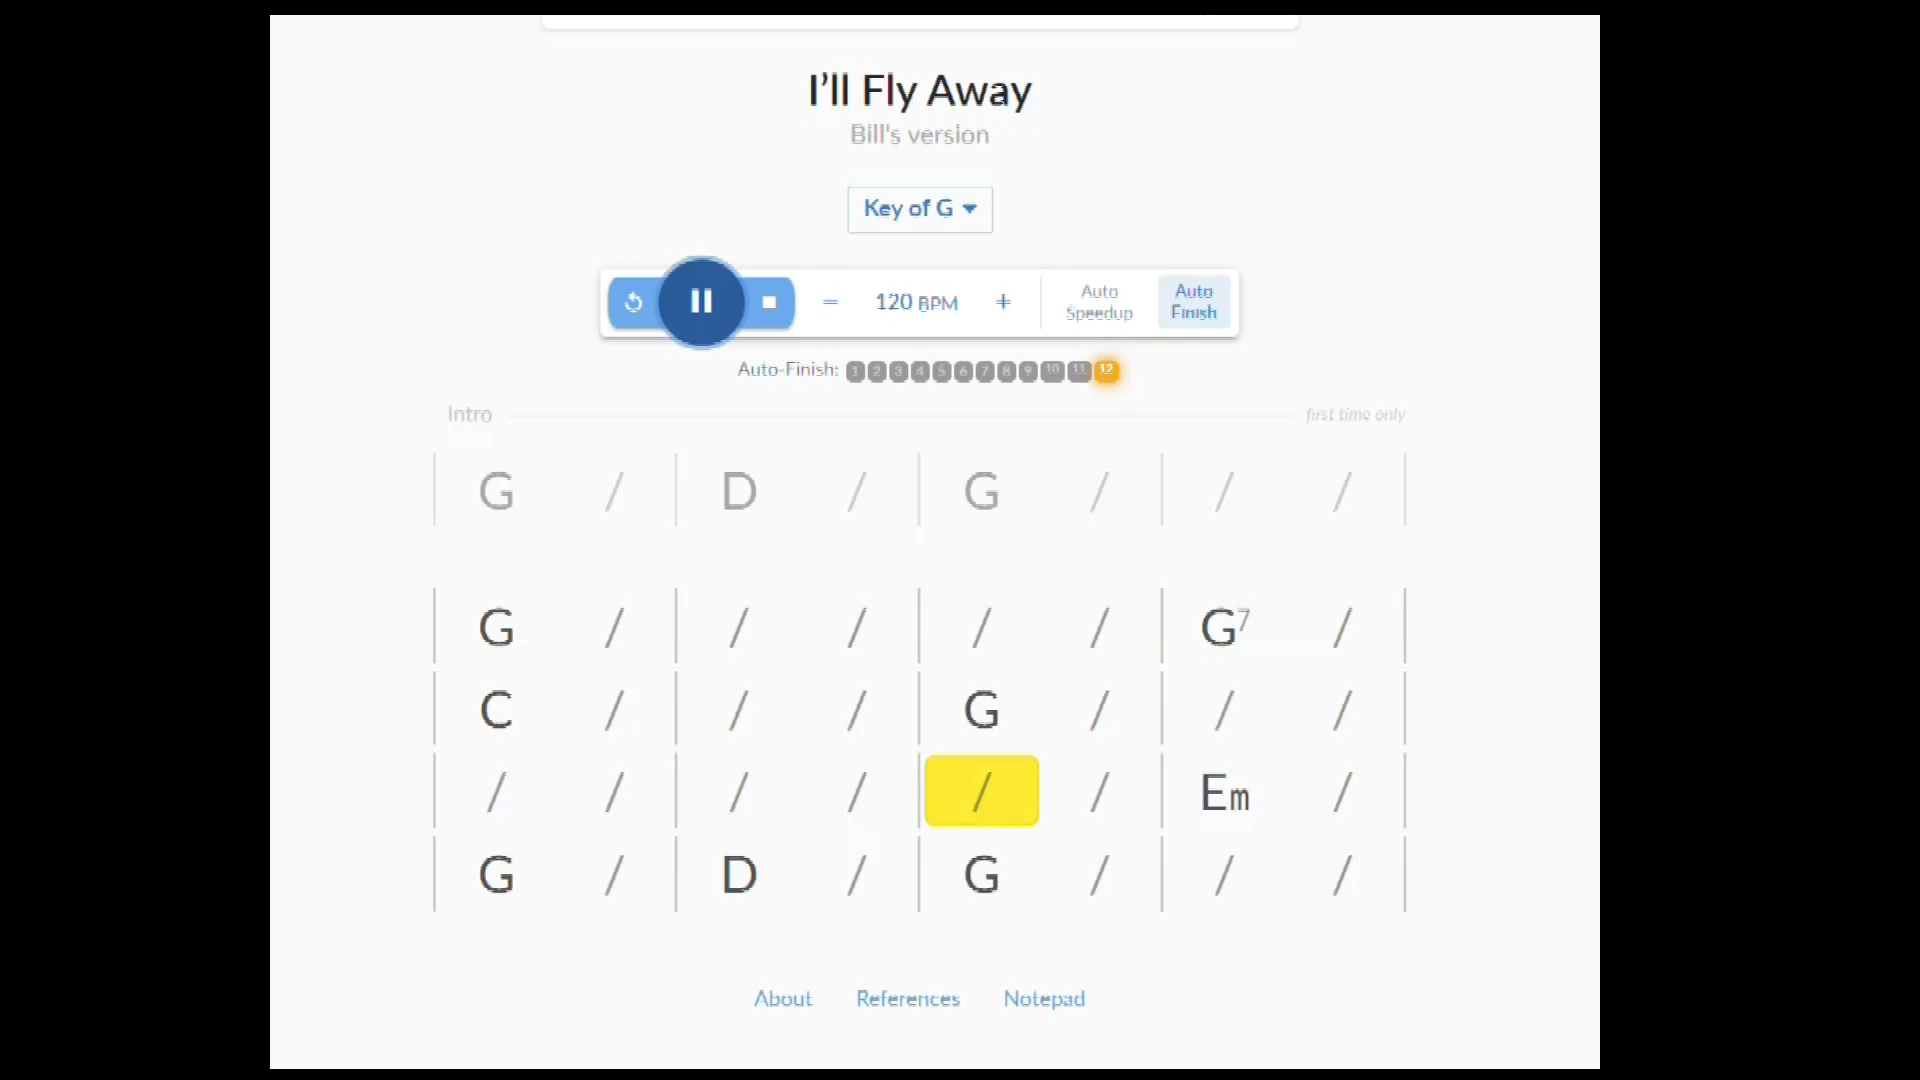 I'll Fly Away
Bill's version
Key of G
120 BPM
Auto Speedup
Auto Finish
Auto-Finish: 1 2 3 4 5 6 7 8 9 10 11 12
Intro
first time only
G / D / G / / /
G / / / / / G7 /
C / / / G / / /
/ / / / / / Em /
G / D / G / / /
About References Notepad